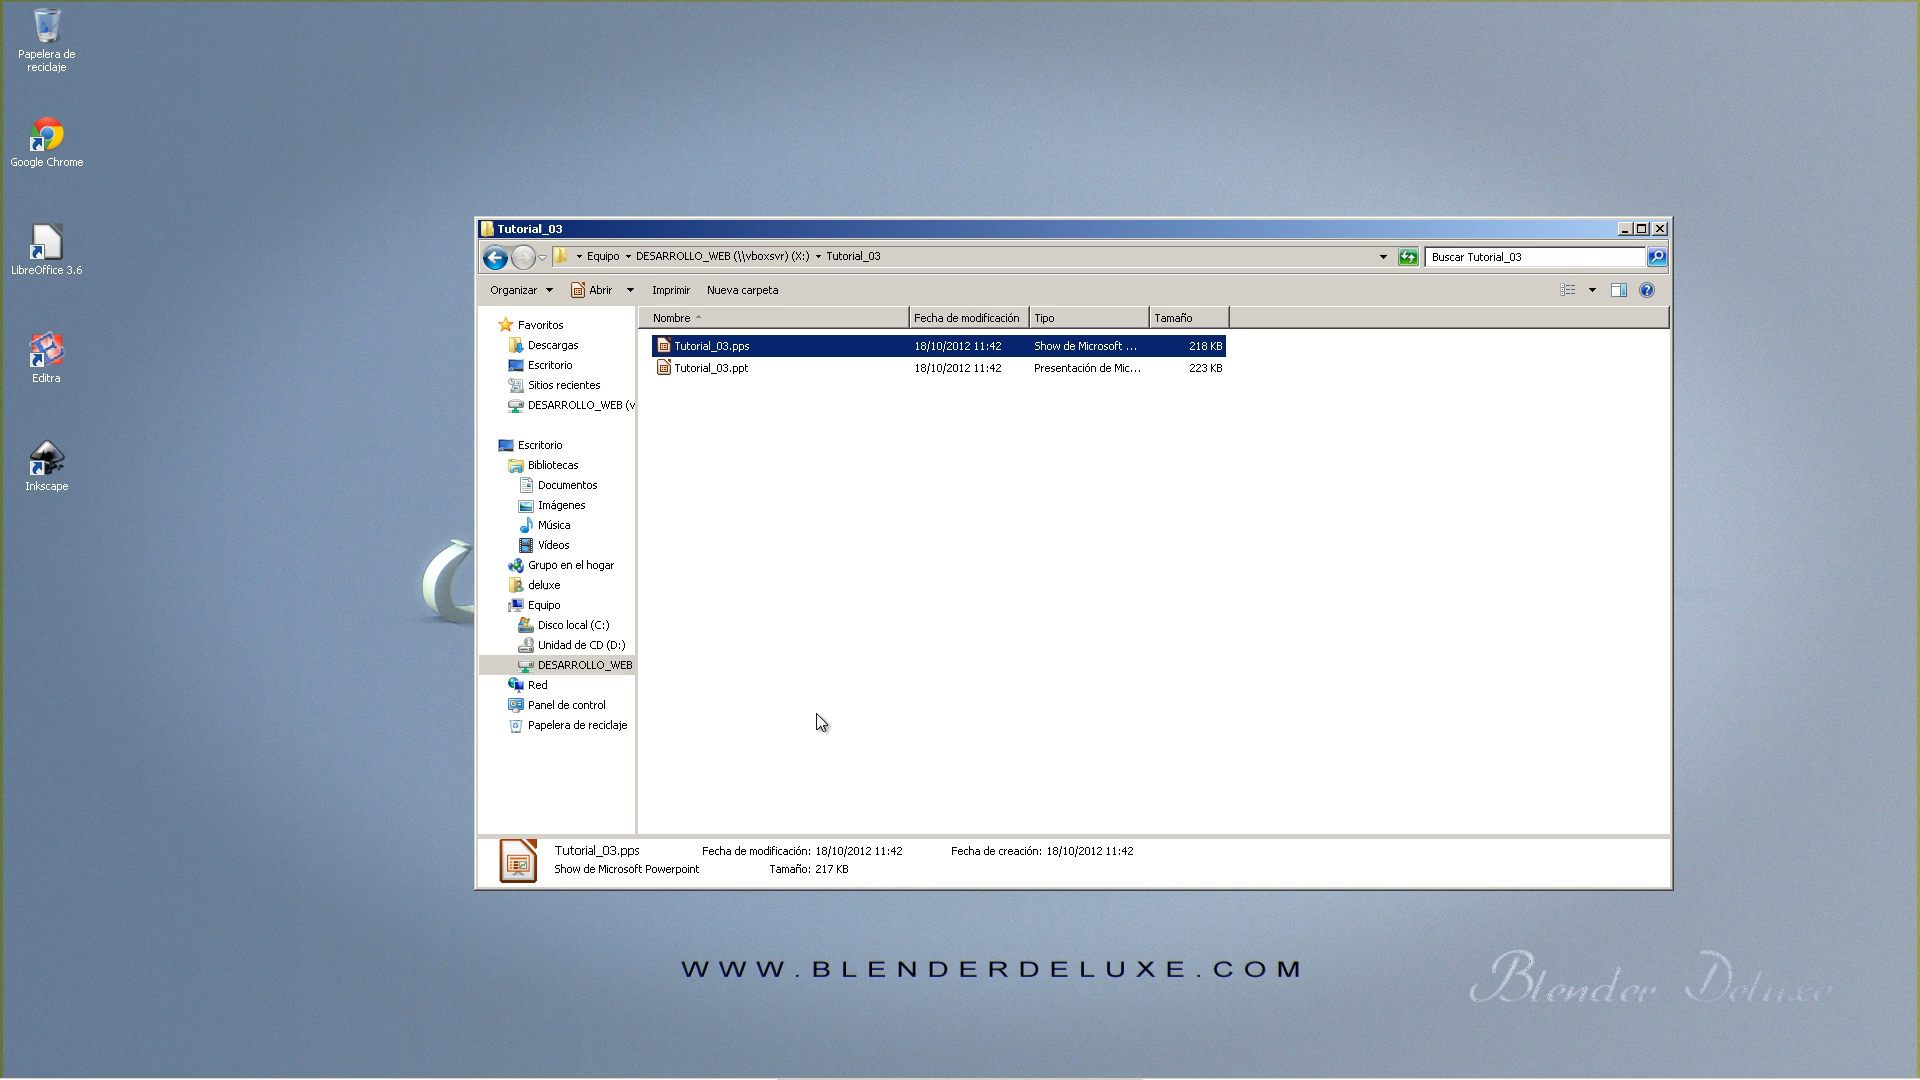 Papelera de
reciclaje
Google Chrome
LibreOffice 3.6
Editra
Inkscape
Tutorial_03
Equipo DESARROLLO_WEB (\\vboxsvr) (X:) Tutorial_03
Buscar Tutorial_03
Organizar Abrir Imprimir Nueva carpeta
Nombre Fecha de modificación Tipo Tamaño
Tutorial_03.pps 18/10/2012 11:42 Show de Microsoft ... 218 KB
Tutorial_03.ppt 18/10/2012 11:42 Presentación de Mic... 223 KB
Favoritos
Descargas
Escritorio
Sitios recientes
DESARROLLO_WEB (v
Escritorio
Bibliotecas
Documentos
Imágenes
Música
Vídeos
Grupo en el hogar
deluxe
Equipo
Disco local (C:)
Unidad de CD (D:)
DESARROLLO_WEB
Red
Panel de control
Papelera de reciclaje
Tutorial_03.pps Fecha de modificación: 18/10/2012 11:42 Fecha de creación: 18/10/2012 11:42
Show de Microsoft Powerpoint Tamaño: 217 KB
WWW.BLENDERDELUXE.COM
Blender Deluxe